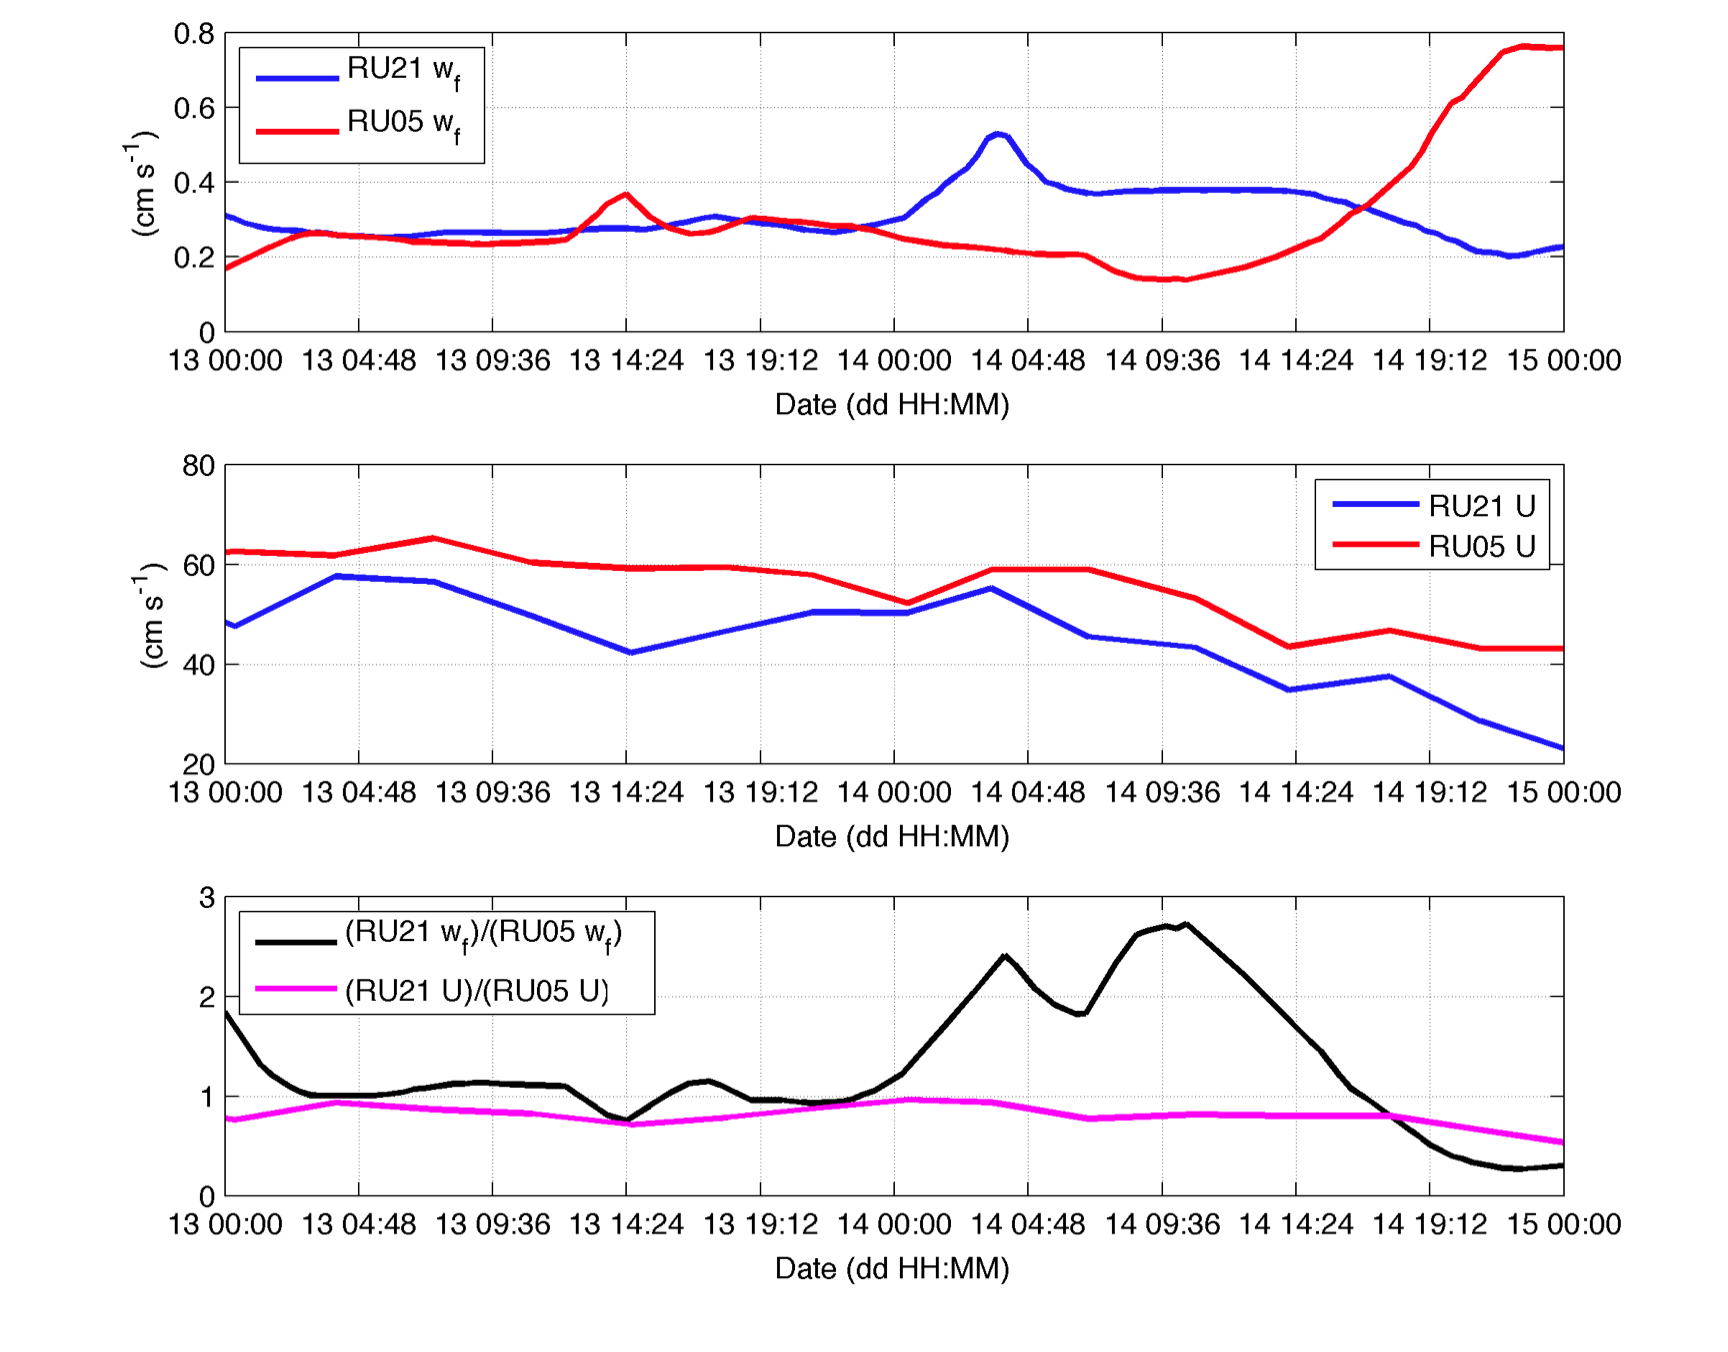 0.8
0.6
0.4
0.2
0
(cm s-1)
RU21 wf
RU05 wf
13 00:00 13 04:48 13 09:36 13 14:24 13 19:12 14 00:00 14 04:48 14 09:36 14 14:24 14 19:12 15 00:00
Date (dd HH:MM)
80
60
40
20
(cm s-1)
RU21 U
RU05 U
13 00:00 13 04:48 13 09:36 13 14:24 13 19:12 14 00:00 14 04:48 14 09:36 14 14:24 14 19:12 15 00:00
Date (dd HH:MM)
3
2
1
0
(RU21 wf)/(RU05 wf)
(RU21 U)/(RU05 U)
13 00:00 13 04:48 13 09:36 13 14:24 13 19:12 14 00:00 14 04:48 14 09:36 14 14:24 14 19:12 15 00:00
Date (dd HH:MM)